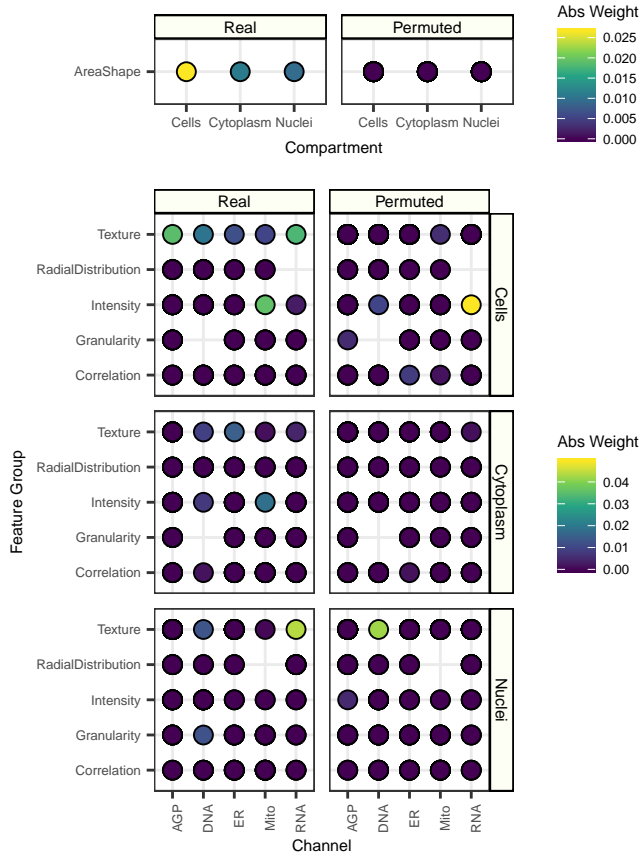 Abs Weight
Real Permuted
0.025
0.020
AreaShape
0.015
0.010
0.005
0.000
Cells Cytoplasm Nuclei Cells Cytoplasm Nuclei
Compartment
Real Permuted
Texture
RadialDistribution
Intensity
Granularity
Correlation
Cells
Texture
RadialDistribution
Intensity
Granularity
Correlation
Cytoplasm
Texture
RadialDistribution
Intensity
Granularity
Correlation
Nuclei
Feature Group
Abs Weight
0.04
0.03
0.02
0.01
0.00
AGP DNA ER Mito RNA AGP DNA ER Mito RNA
Channel